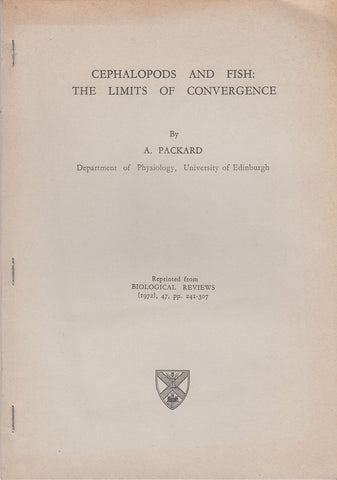 CEPHALOPODS AND FISH:
THE LIMITS OF CONVERGENCE
By
A. PACKARD
Department of Physiology, University of Edinburgh
Reprinted from
BIOLOGICAL REVIEWS
(1972), 47, pp. 241-307